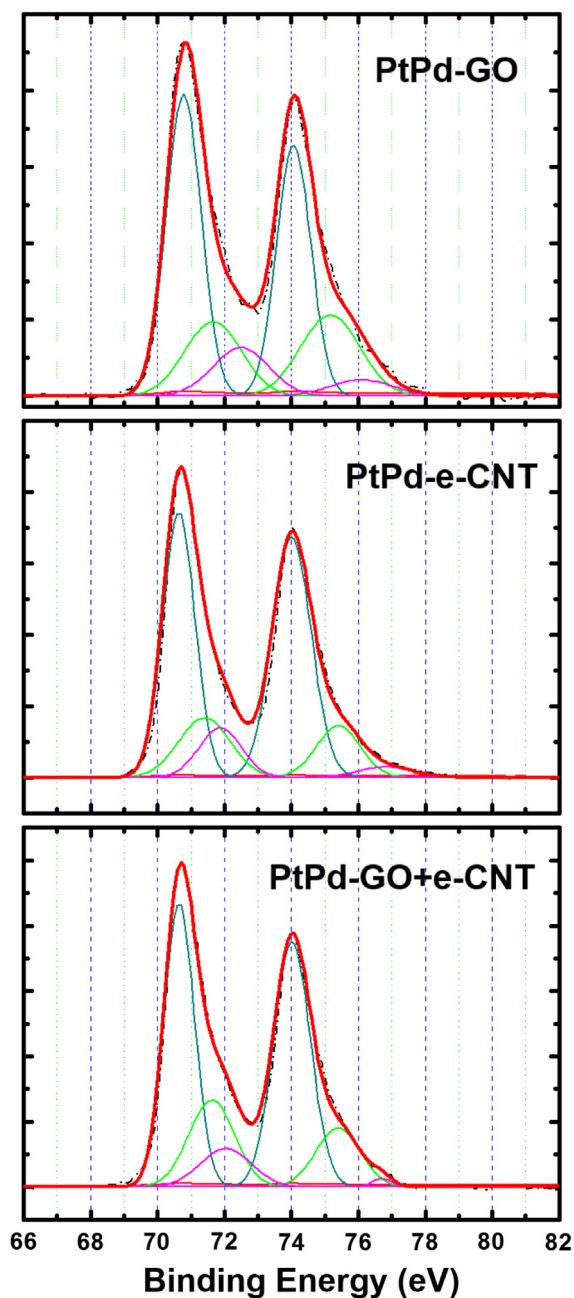 PtPd-GO
PtPd-e-CNT
PtPd-GO+e-CNT
66 68 70 72 74 76 78 80 82
Binding Energy (eV)